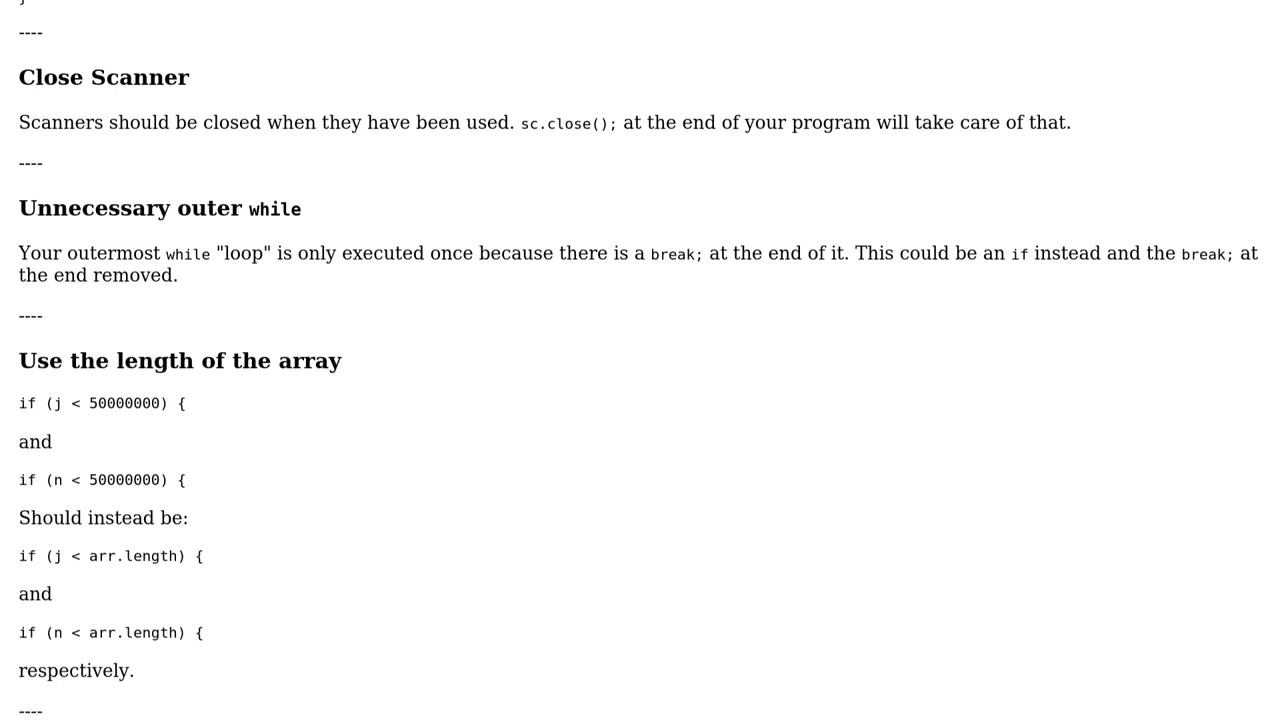 }
----
Close Scanner
Scanners should be closed when they have been used. sc.close(); at the end of your program will take care of that.
----
Unnecessary outer while
Your outermost while "loop" is only executed once because there is a break; at the end of it. This could be an if instead and the break; at
the end removed.
----
Use the length of the array
if (j < 50000000) {
and
if (n < 50000000) {
Should instead be:
if (j < arr.length) {
and
if (n < arr.length) {
respectively.
----